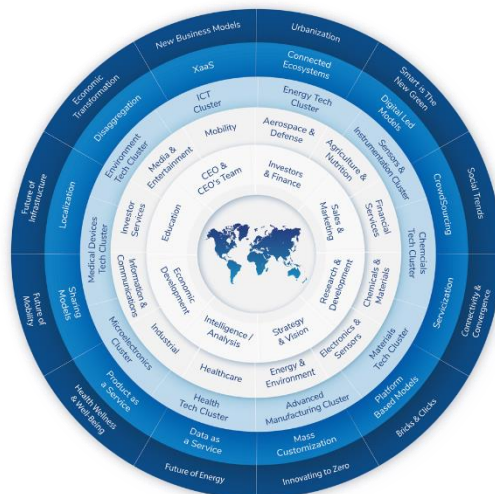 New Business Models
Urbanization
Smart is The
New Green
Social Trends
Connectivity &
Convergence
Bricks & Clicks
Innovating to Zero
Future of Energy
Health Wellness
& Well-Being
Future of
Mobility
Future of
Infrastructure
Economic
Transformation
XaaS
Connected
Ecosystems
Digital Led
Models
CrowdSourcing
Servicization
Platform
Based Models
Mass
Customization
Data as
a Service
Product as
a Service
Sharing
Models
Localization
Disaggregation
ICT
Cluster
Energy Tech
Cluster
Sensors &
Instrumentation Cluster
Chemcials
Tech Cluster
Materials
Tech Cluster
Advanced
Manufacturing Cluster
Health
Tech Cluster
Microelectronics
Cluster
Medical Devices
Tech Cluster
Environment
Tech Cluster
Mobility
Aerospace &
Defense
Agriculture &
Nutrition
Financial
Services
Chemicals &
Materials
Electronics &
Sensors
Energy &
Environment
Healthcare
Industrial
Information &
Communications
Investor
Services
Media &
Entertainment
CEO &
CEO's Team
Investors
& Finance
Sales &
Marketing
Research &
Development
Strategy
& Vision
Intelligence /
Analysis
Economic
Development
Education